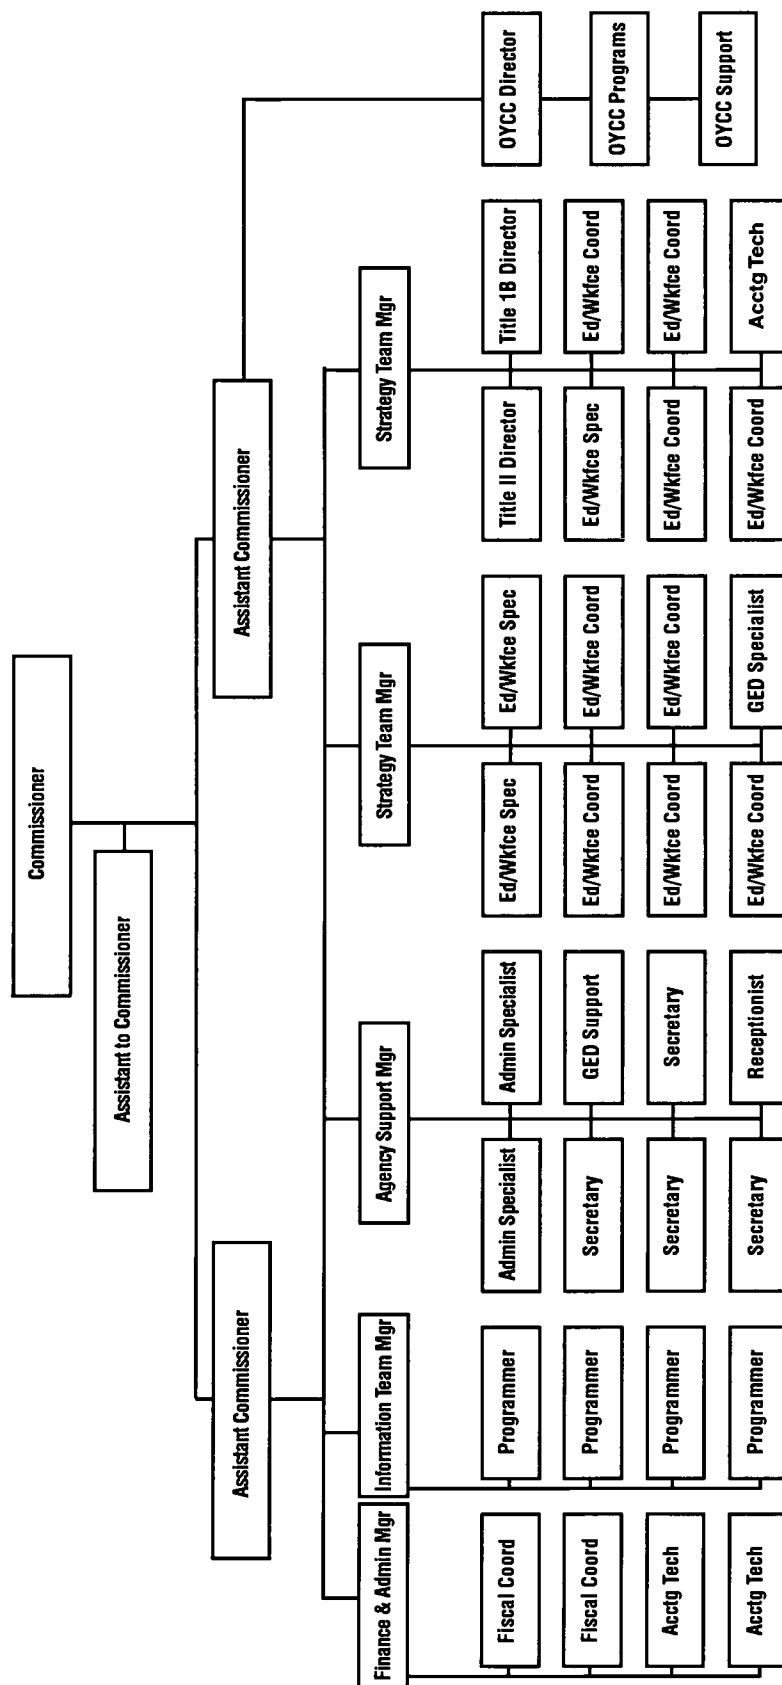 Commissioner
Assistant to Commissioner
Assistant Commissioner
Assistant Commissioner
Finance & Admin Mgr
Information Team Mgr
Agency Support Mgr
Strategy Team Mgr
Strategy Team Mgr
Fiscal Coord
Fiscal Coord
Acctg Tech
Acctg Tech
Programmer
Programmer
Programmer
Programmer
Admin Specialist
Admin Specialist
Secretary
GED Support
Secretary
Secretary
Secretary
Receptionist
Ed/Wkfce Spec
Ed/Wkfce Spec
Ed/Wkfce Coord
Ed/Wkfce Coord
Ed/Wkfce Coord
Ed/Wkfce Coord
Ed/Wkfce Coord
GED Specialist
Title II Director
Title 1B Director
Ed/Wkfce Spec
Ed/Wkfce Coord
Ed/Wkfce Coord
Ed/Wkfce Coord
Ed/Wkfce Coord
Acctg Tech
OYCC Director
OYCC Programs
OYCC Support